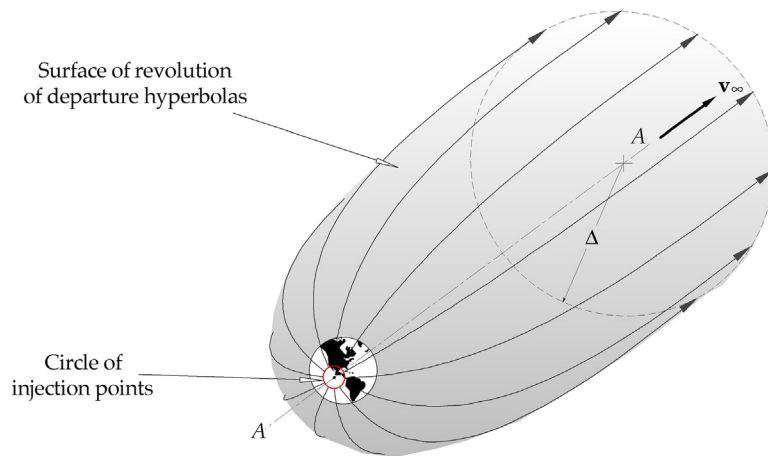 Surface of revolution
of departure hyperbolas
v∞
A
Δ
Circle of
injection points
A